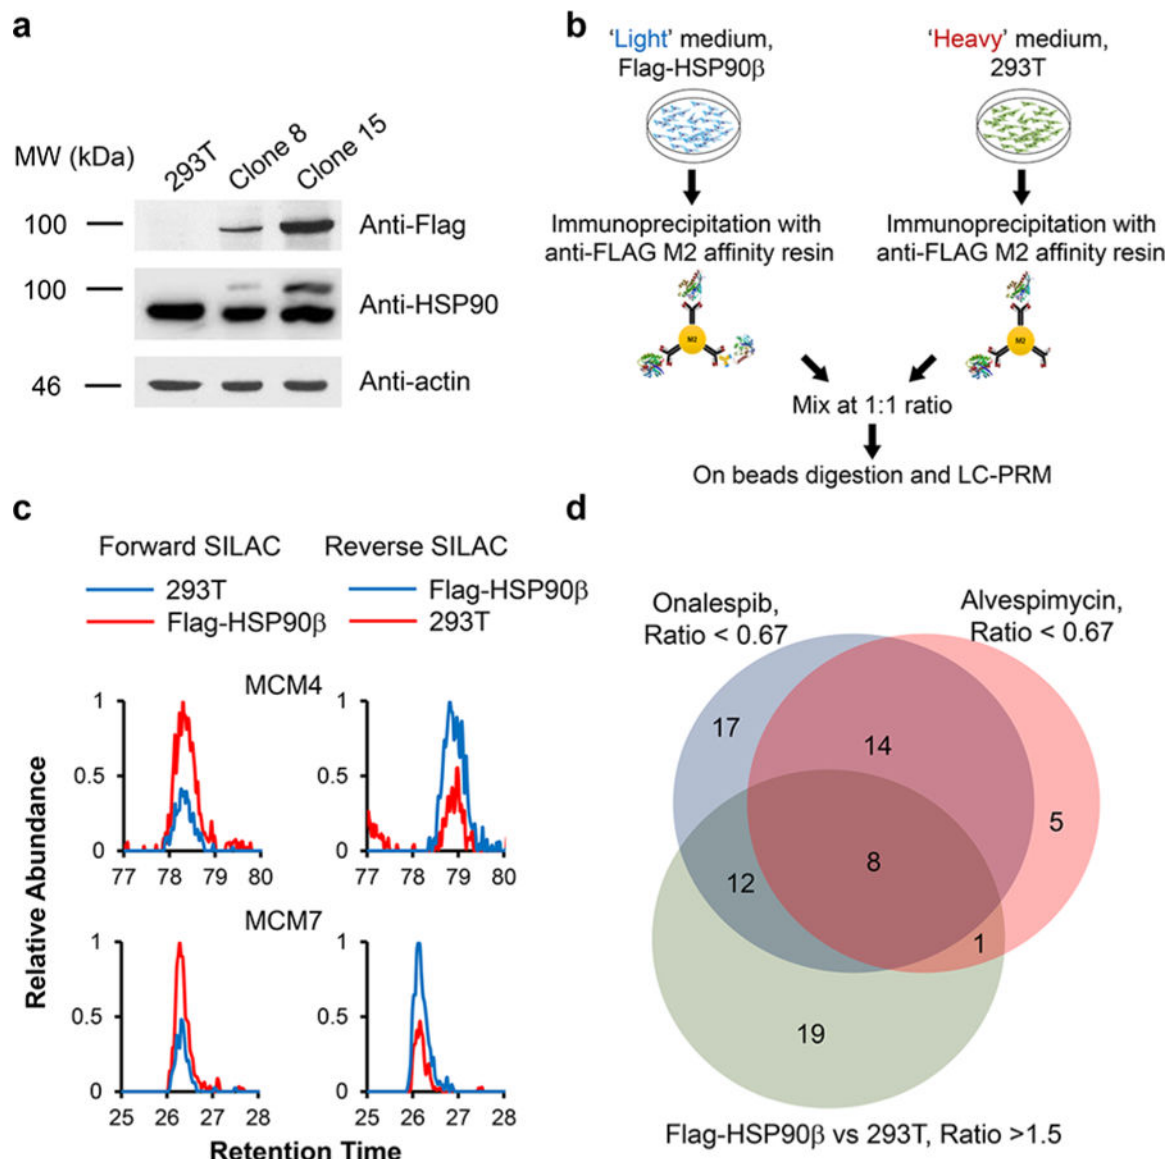 a
MW (kDa)
293T
Clone 8
Clone 15
100
Anti-Flag
100
Anti-HSP90
46
Anti-actin
b
'Light' medium,
Flag-HSP90β
'Heavy' medium,
293T
Immunoprecipitation with
anti-FLAG M2 affinity resin
Immunoprecipitation with
anti-FLAG M2 affinity resin
M2
M2
Mix at 1:1 ratio
On beads digestion and LC-PRM
c
Forward SILAC
Reverse SILAC
293T
Flag-HSP90β
Flag-HSP90β
293T
Relative Abundance
MCM4
1
0.5
0
77 78 79 80
1
0.5
0
77 78 79 80
MCM7
1
0.5
0
25 26 27 28
1
0.5
0
25 26 27 28
Retention Time
d
Onalespib,
Ratio < 0.67
Alvespimycin,
Ratio < 0.67
17
14
5
12
8
1
19
Flag-HSP90β vs 293T, Ratio >1.5